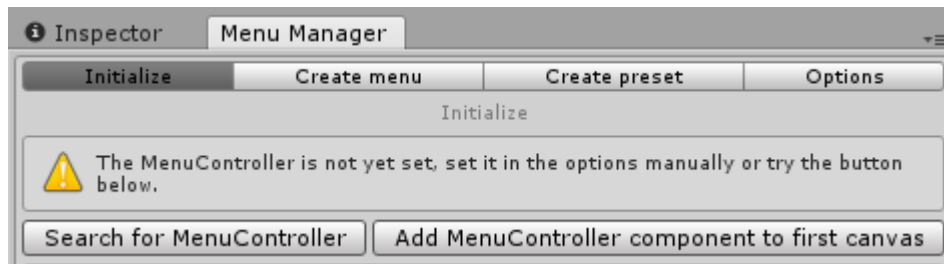 Inspector Menu Manager
Initialize Create menu Create preset Options
Initialize
The MenuController is not yet set, set it in the options manually or try the button
below.
Search for MenuController Add MenuController component to first canvas